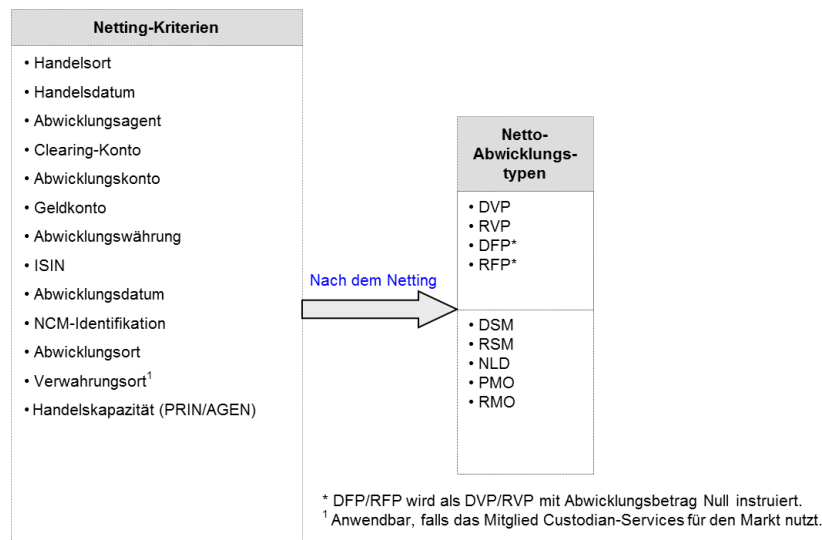 Netting-Kriterien
• Handelsort
• Handelsdatum
• Abwicklungsagent
• Clearing-Konto
• Abwicklungskonto
• Geldkonto
• Abwicklungswährung
• ISIN
• Abwicklungsdatum
• NCM-Identifikation
• Abwicklungsort
• Verwahrungsort¹
• Handelskapazität (PRIN/AGEN)
Nach dem Netting
Netto-
Abwicklungs-
typen
• DVP
• RVP
• DFP*
• RFP*
• DSM
• RSM
• NLD
• PMO
• RMO
* DFP/RFP wird als DVP/RVP mit Abwicklungsbetrag Null instruiert.
¹ Anwendbar, falls das Mitglied Custodian-Services für den Markt nutzt.